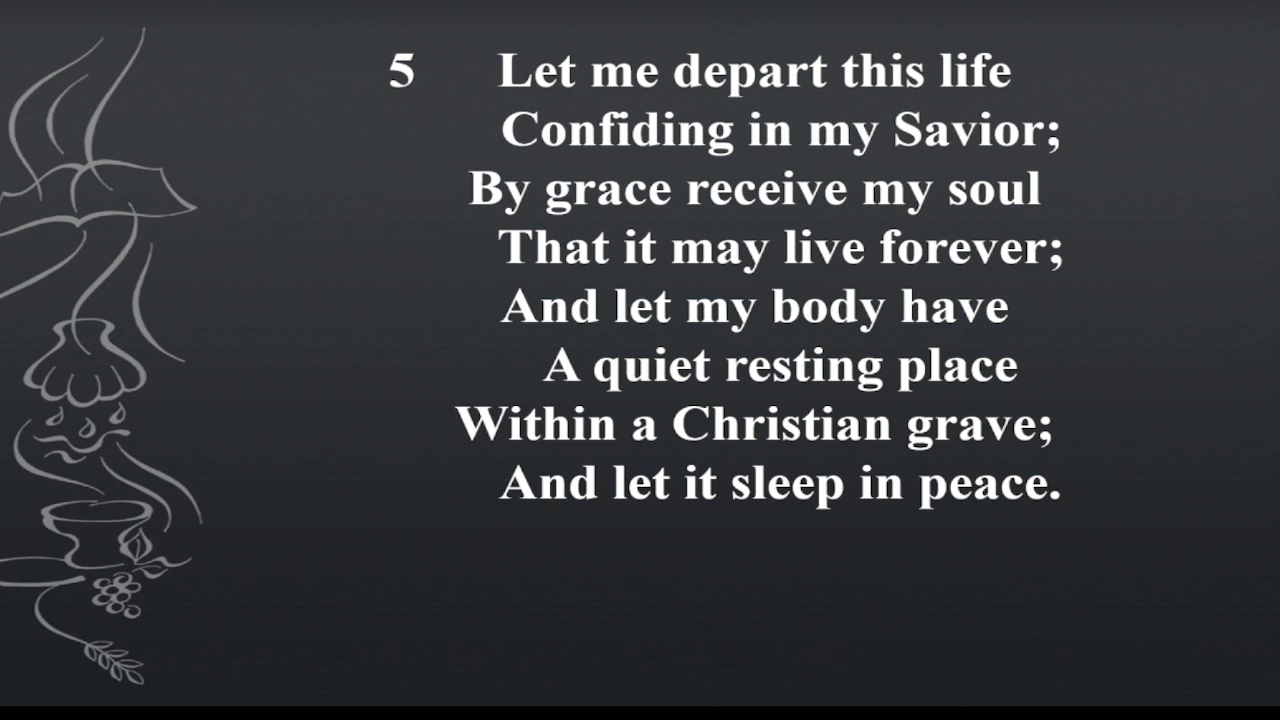 5 Let me depart this life
Confiding in my Savior;
By grace receive my soul
That it may live forever;
And let my body have
A quiet resting place
Within a Christian grave;
And let it sleep in peace.